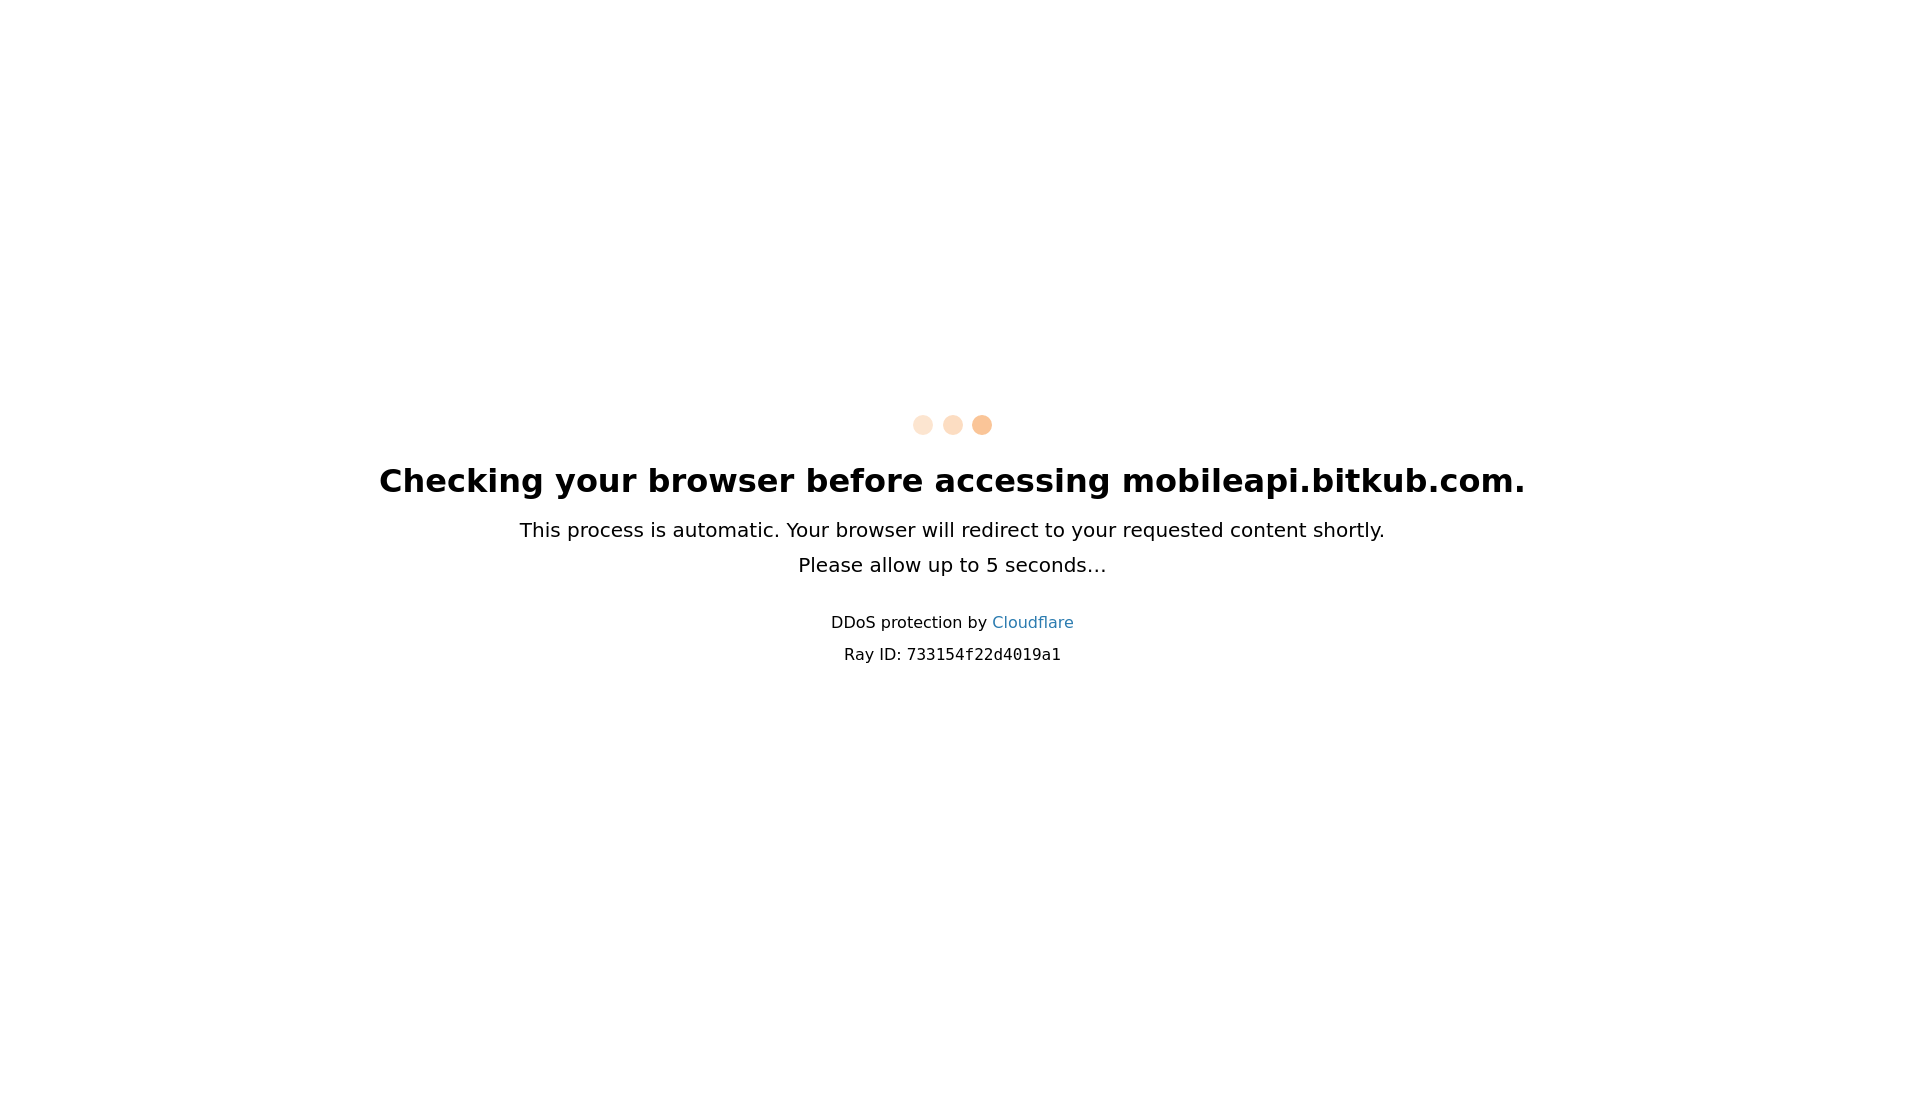 Checking your browser before accessing mobileapi.bitkub.com.
This process is automatic. Your browser will redirect to your requested content shortly.
Please allow up to 5 seconds…
DDoS protection by Cloudflare
Ray ID: 733154f22d4019a1